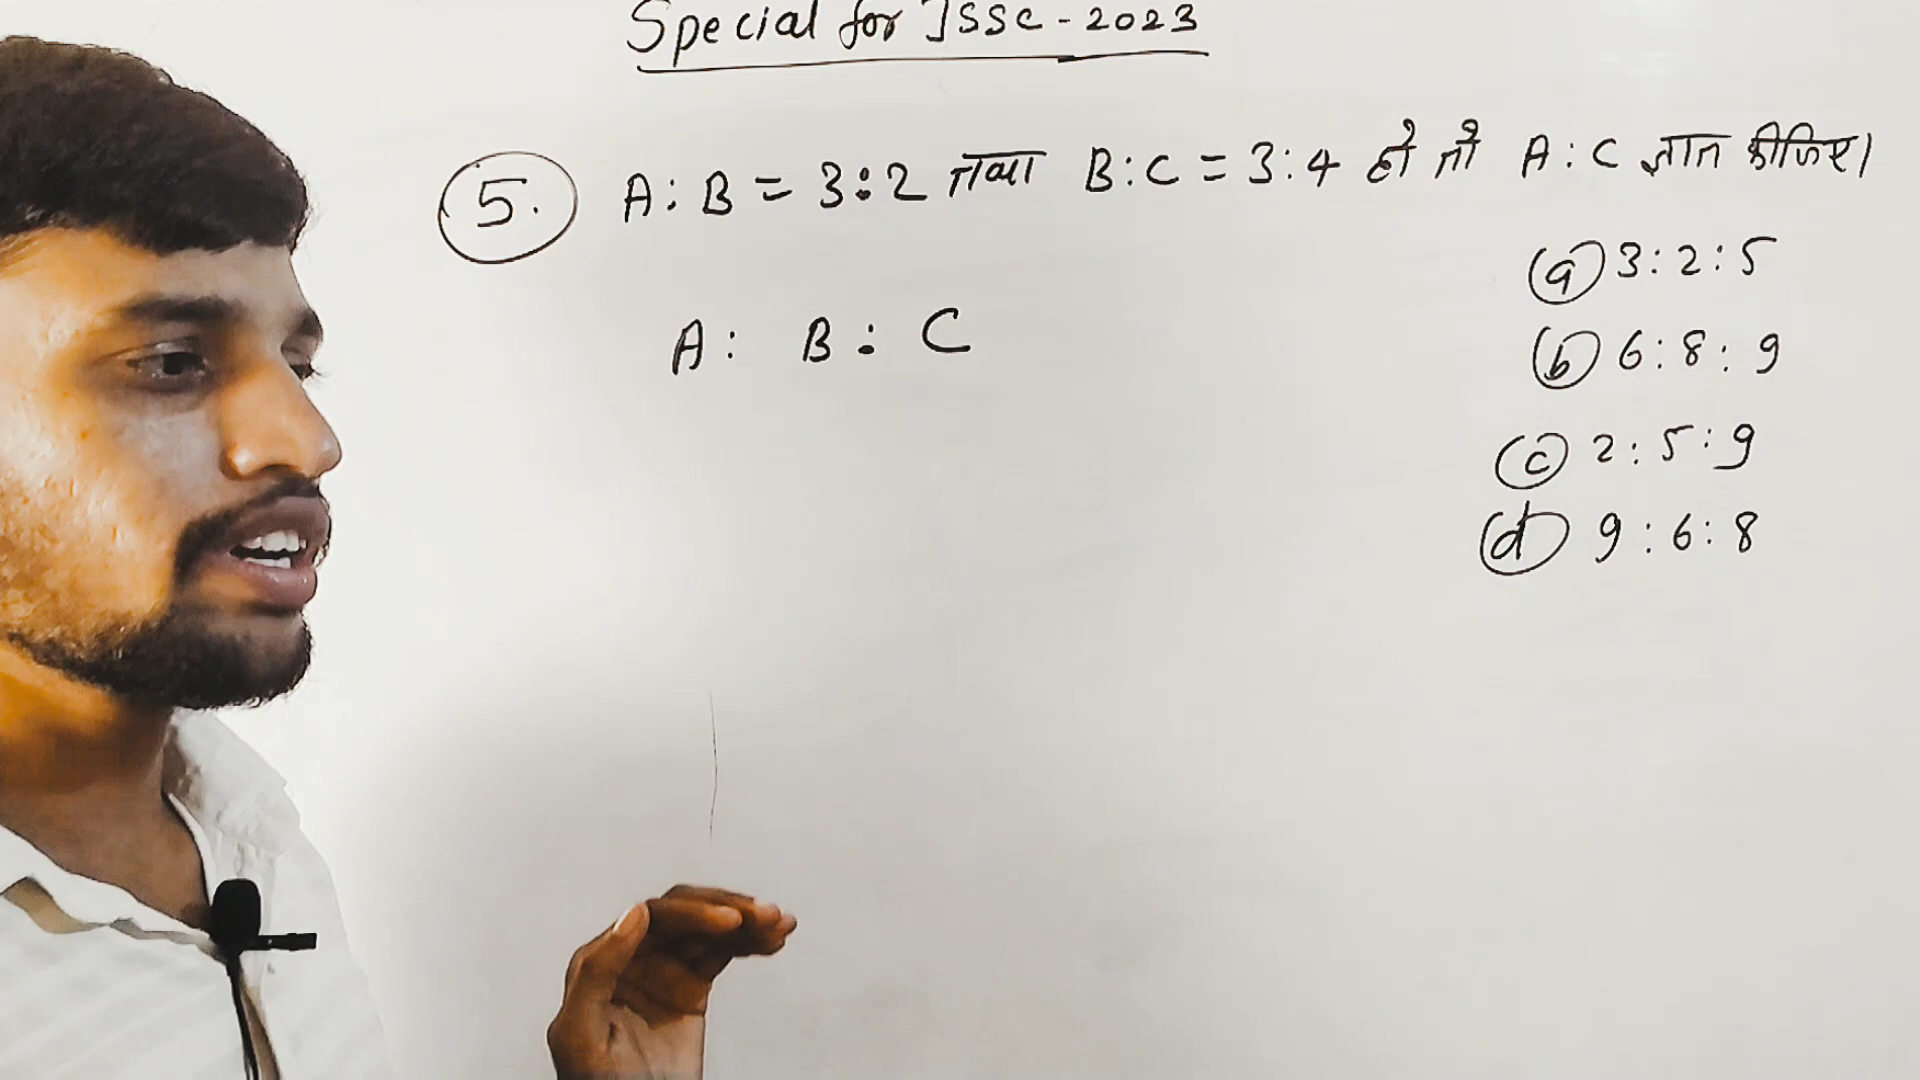 Special for JSSC-2023
5. A:B = 3:2 तथा B:C = 3:4 हो तो A:C ज्ञात कीजिए।
(a) 3:2:5
A: B: C
(b) 6:8:9
(c) 2:5:9
(d) 9:6:8